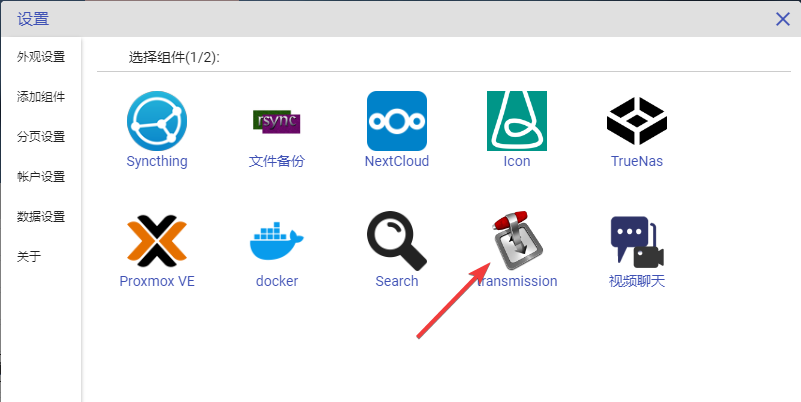 设置
外观设置
添加组件
分页设置
帐户设置
数据设置
关于
选择组件(1/2):
Syncthing
rsync
文件备份
NextCloud
Icon
TrueNas
Proxmox VE
docker
Search
transmission
视频聊天